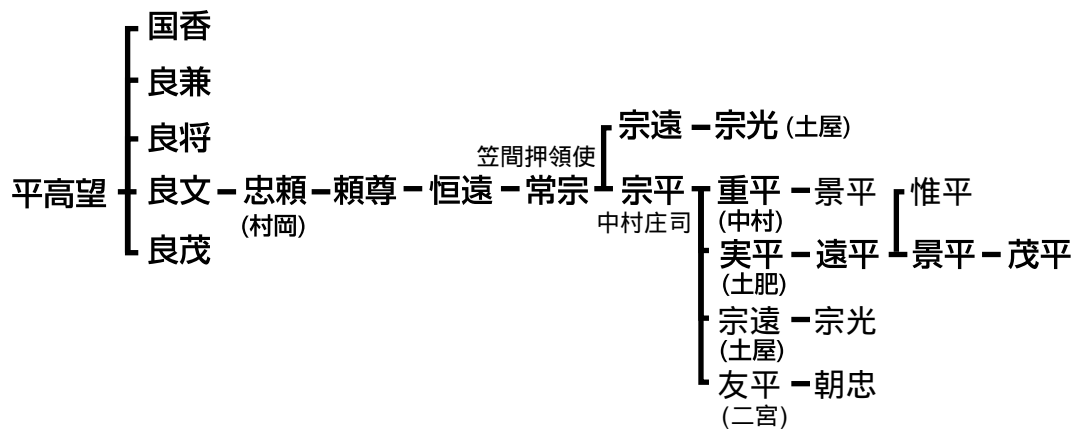 国香
良兼
良将
平高望 良文 忠頼 頼尊 恒遠 常宗 宗平 重平 景平 惟平
(村岡)
笠間押領使
宗遠 宗光 (土屋)
中村庄司
(中村)
良茂
実平 遠平 景平 茂平
(土肥)
宗遠 宗光
(土屋)
友平 朝忠
(二宮)